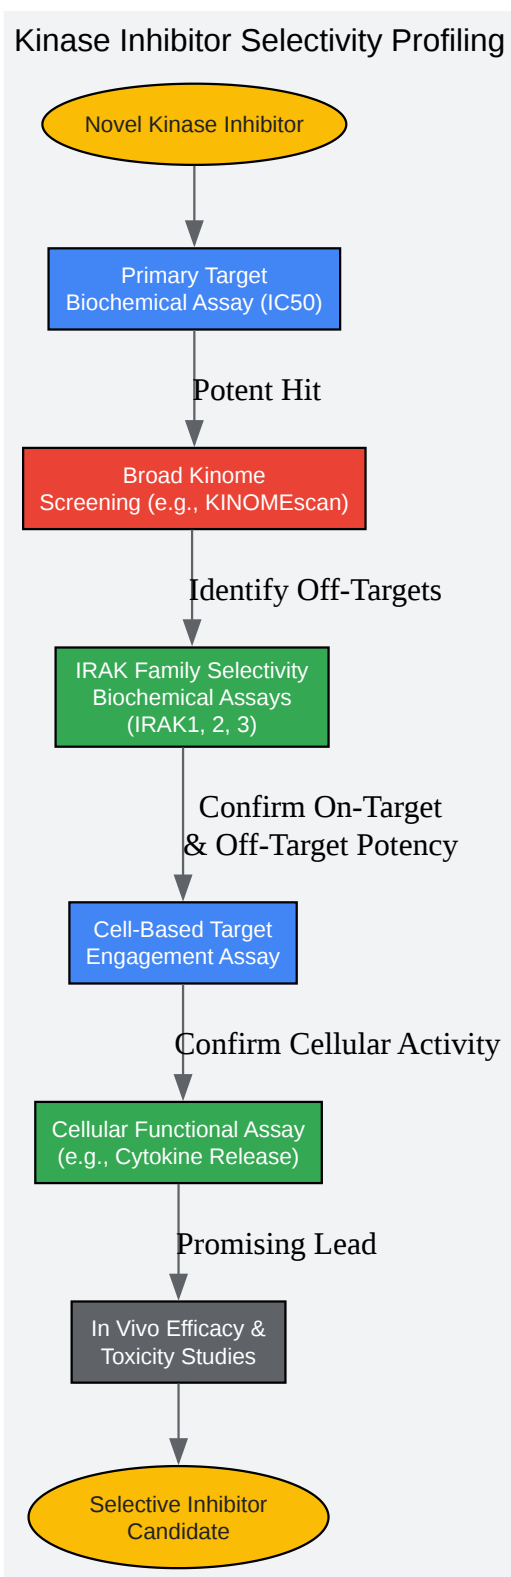 Kinase Inhibitor Selectivity Profiling
Novel Kinase Inhibitor
Primary Target
Biochemical Assay (IC50)
Potent Hit
Broad Kinome
Screening (e.g., KINOMEscan)
Identify Off-Targets
IRAK Family Selectivity
Biochemical Assays
(IRAK1, 2, 3)
Confirm On-Target
& Off-Target Potency
Cell-Based Target
Engagement Assay
Confirm Cellular Activity
Cellular Functional Assay
(e.g., Cytokine Release)
Promising Lead
In Vivo Efficacy &
Toxicity Studies
Selective Inhibitor
Candidate